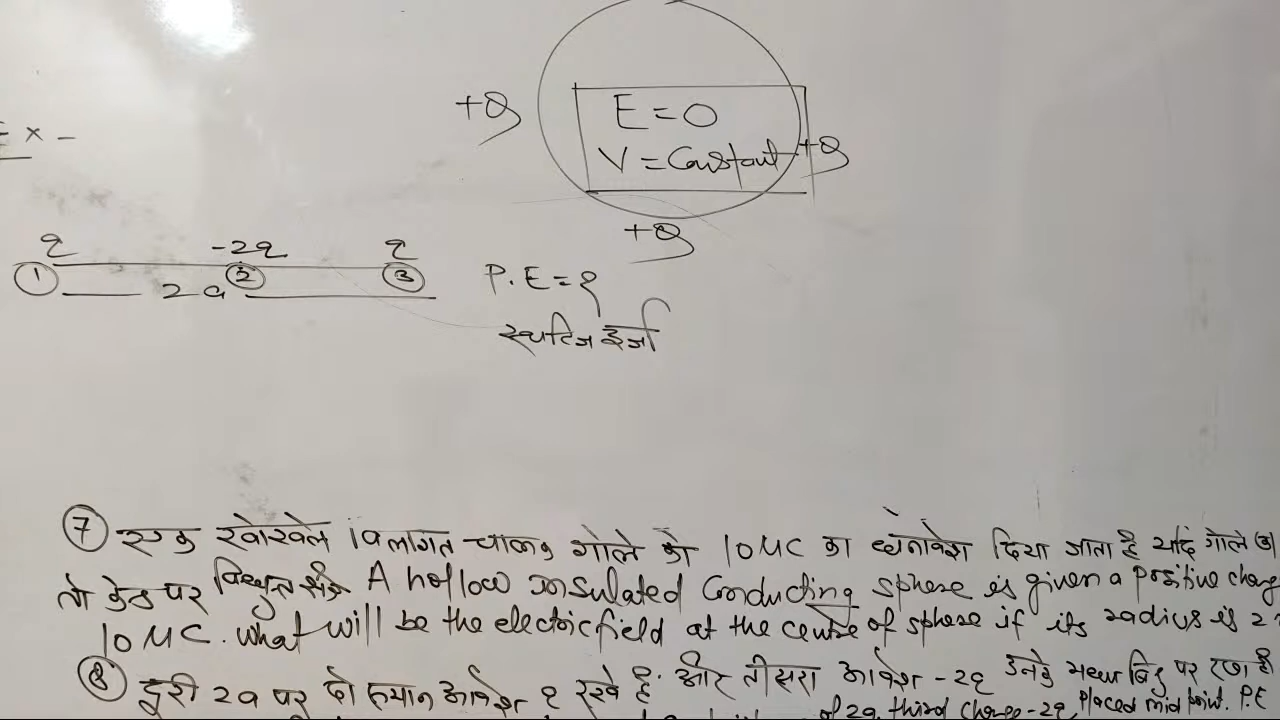 E = 0
+Q
V = Constant
+Q
+Q
Ex -
q -2q q
1 2 3
2a
P.E = ?
स्थितिज ऊर्जा
7 एक खोखले विलगित चालक गोले को 10 μC का धनावेश दिया जाता है यदि गोले
तो केन्द्र पर विद्युत क्षेत्र A hollow insulated Conducting sphere is given a positive charge
10 μC. what will be the electric field at the centre of sphere if its radius is 2
8 दूरी 2a पर दो समान आवेश q रखे है. और तीसरा आवेश -2q उनके मध्य बिंदु पर रखा है
of 2a, third charge -2q, placed mid point. P.E